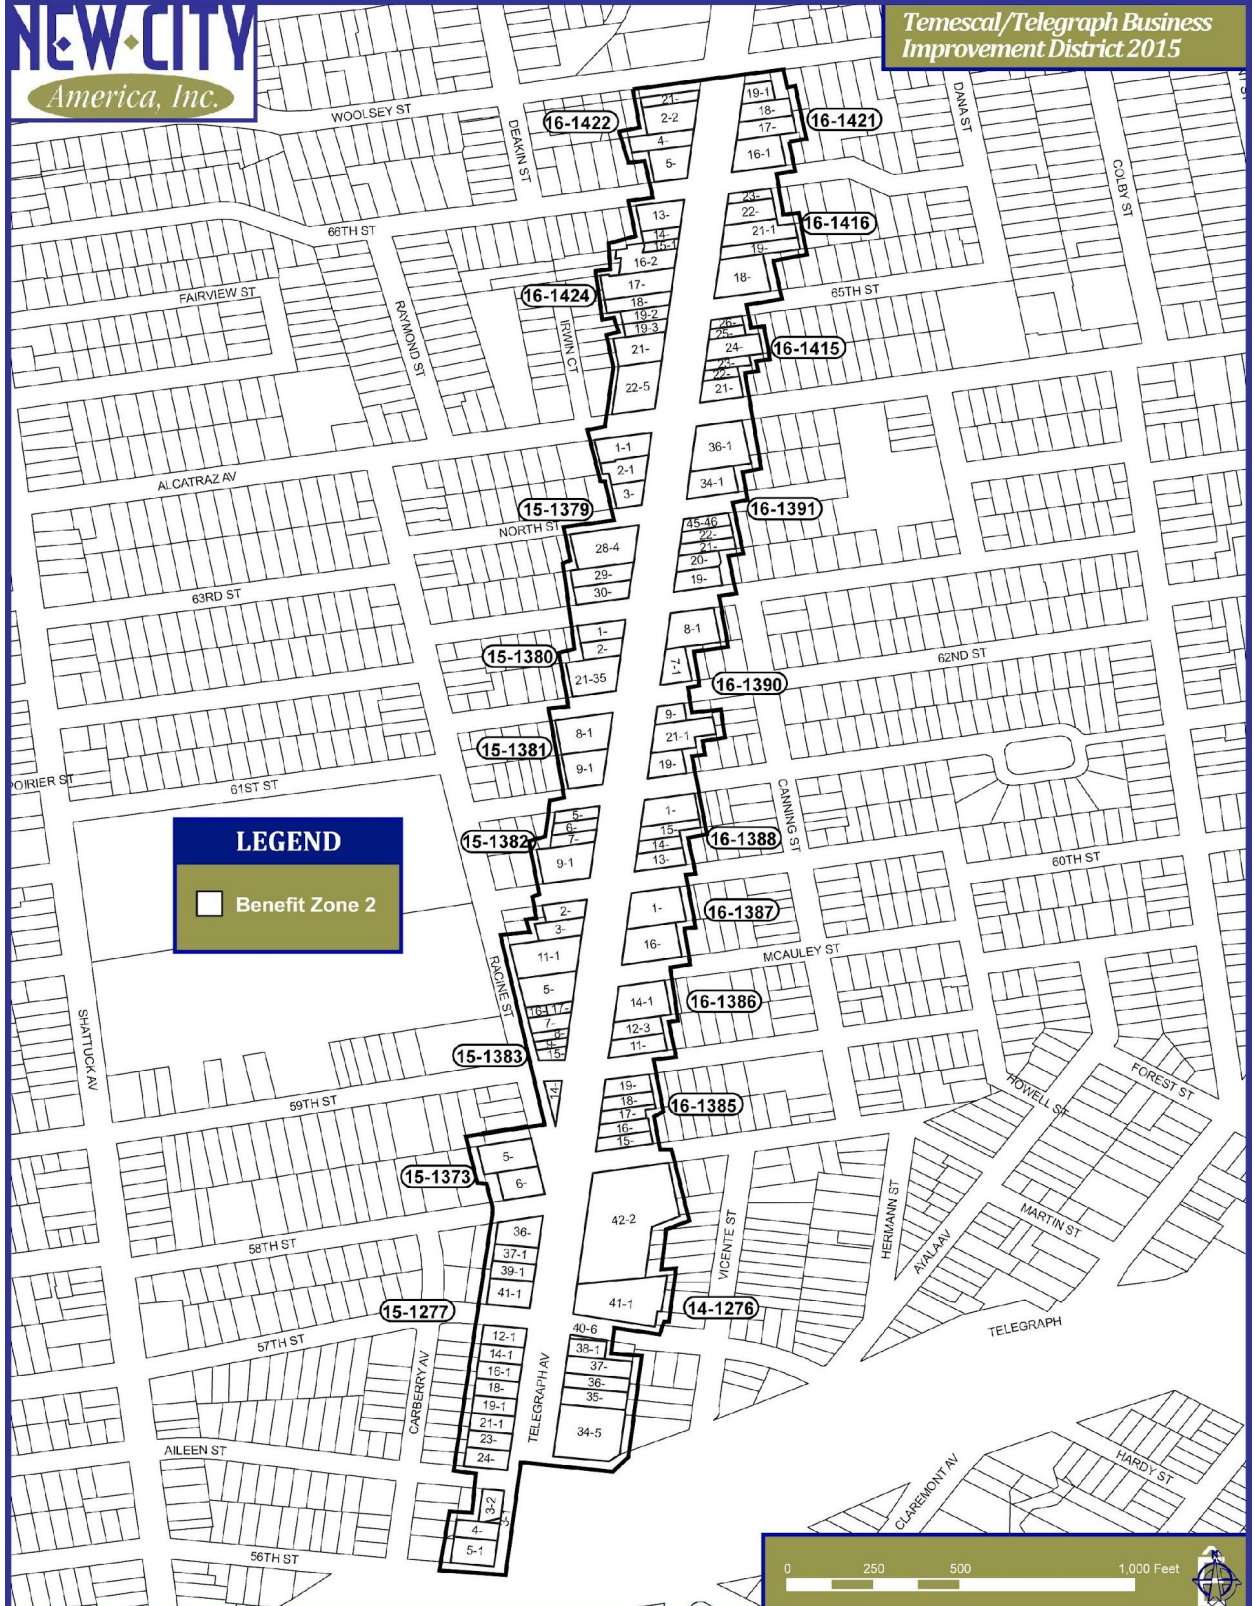 NEW CITY
America, Inc.
Temescal/Telegraph Business
Improvement District 2015
WOOLSEY ST
DEAKIN ST
DANA ST
COLBY ST
16-1422
21-
2-2
4-
5-
19-1
18-
17-
16-1
16-1421
66TH ST
13-
14-
15-1
16-2
17-
18-
19-2
19-3
21-
22-5
23-
22-
21-1
19-
18-
16-1416
FAIRVIEW ST
RAYMOND ST
16-1424
IRWIN CT
65TH ST
26-
25-
24-
23-
22-
21-
16-1415
ALCATRAZ AV
1-1
2-1
3-
36-1
34-1
15-1379
NORTH ST
16-1391
28-4
29-
30-
45-46
22-
21-
20-
19-
63RD ST
1-
2-
21-35
15-1380
8-1
7-1
62ND ST
16-1390
8-1
9-1
15-1381
9-
21-1
19-
POIRIER ST
61ST ST
CANNING ST
LEGEND
Benefit Zone 2
15-1382
5-
6-
7-
9-1
1-
15-
14-
13-
16-1388
60TH ST
2-
3-
11-1
5-
16-1
17-
7-
8-
9-
15-
1-
16-
16-1387
MCAULEY ST
RACINE ST
14-1
12-3
11-
16-1386
SHATTUCK AV
15-1383
14-
19-
18-
17-
16-
15-
16-1385
HOWELL ST
FOREST ST
59TH ST
5-
6-
15-1373
42-2
41-1
VICENTE ST
HERMANN ST
AYALA AV
MARTIN ST
58TH ST
36-
37-1
39-1
41-1
15-1277
14-1276
TELEGRAPH
57TH ST
CARBERRY AV
12-1
14-1
16-1
18-
19-1
21-1
23-
24-
TELEGRAPH AV
40-6
38-1
37-
36-
35-
34-5
AILEEN ST
CLAREMONT AV
HARDY ST
3-2
3-1
4-
5-1
56TH ST
0 250 500 1,000 Feet
N